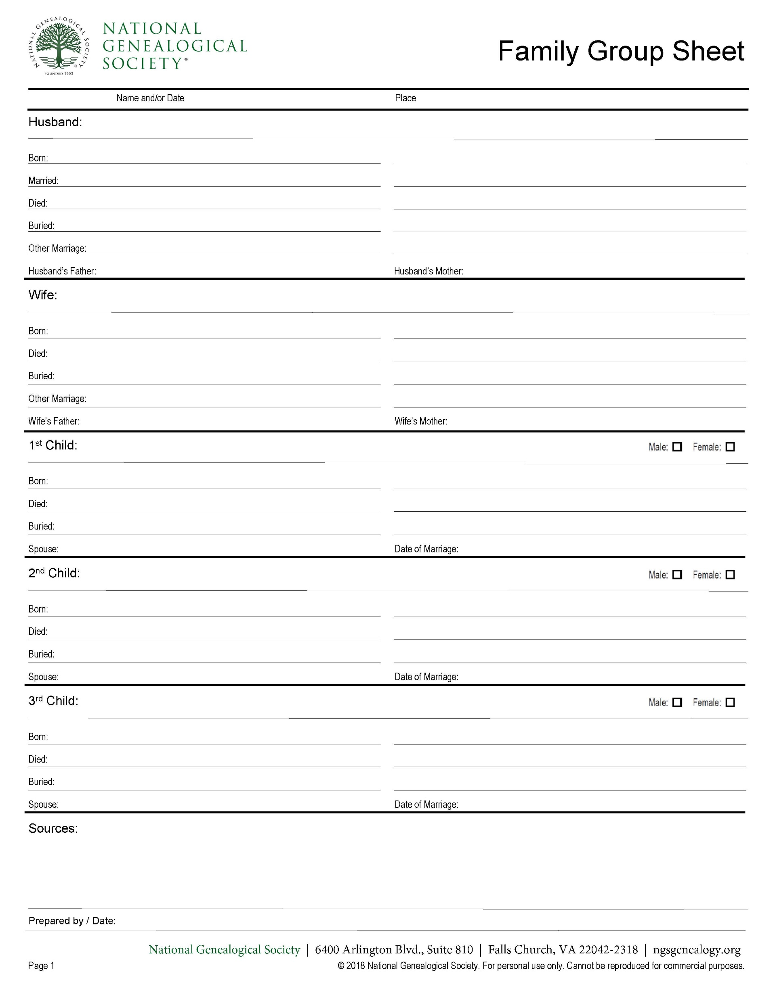 NATIONAL GENEALOGICAL SOCIETY ®
FOUNDED 1903
NATIONAL
GENEALOGICAL
SOCIETY®
Family Group Sheet
Name and/or Date Place
Husband:
Born:
Married:
Died:
Buried:
Other Marriage:
Husband’s Father: Husband’s Mother:
Wife:
Born:
Died:
Buried:
Other Marriage:
Wife’s Father: Wife’s Mother:
1st Child: Male: ☐ Female: ☐
Born:
Died:
Buried:
Spouse: Date of Marriage:
2nd Child: Male: ☐ Female: ☐
Born:
Died:
Buried:
Spouse: Date of Marriage:
3rd Child: Male: ☐ Female: ☐
Born:
Died:
Buried:
Spouse: Date of Marriage:
Sources:
Prepared by / Date:
National Genealogical Society | 6400 Arlington Blvd., Suite 810 | Falls Church, VA 22042-2318 | ngsgenealogy.org
Page 1 © 2018 National Genealogical Society. For personal use only. Cannot be reproduced for commercial purposes.